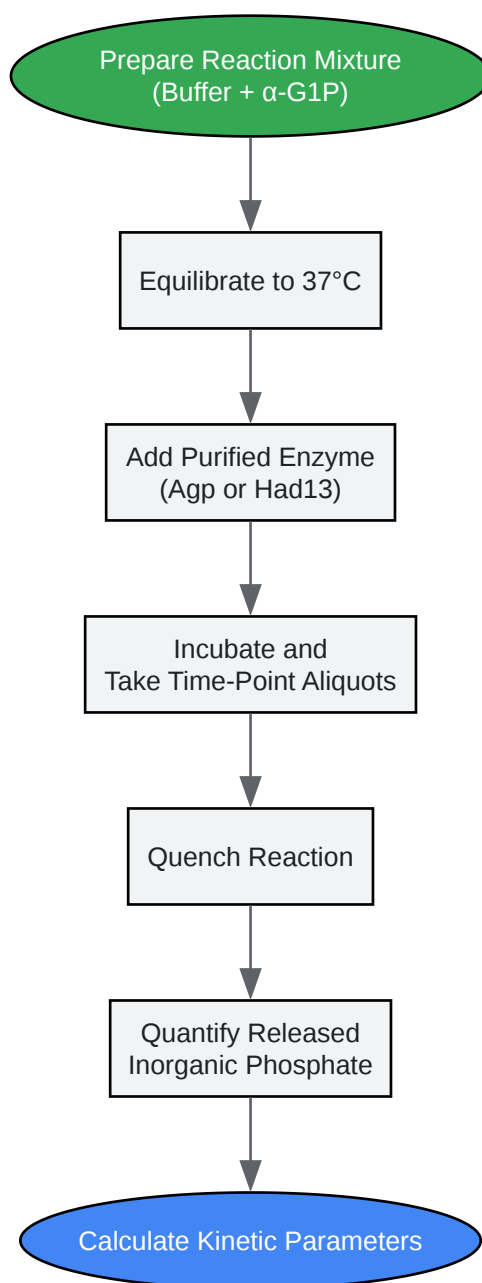 Prepare Reaction Mixture
(Buffer + α-G1P)
Equilibrate to 37°C
Add Purified Enzyme
(Agp or Had13)
Incubate and
Take Time-Point Aliquots
Quench Reaction
Quantify Released
Inorganic Phosphate
Calculate Kinetic Parameters